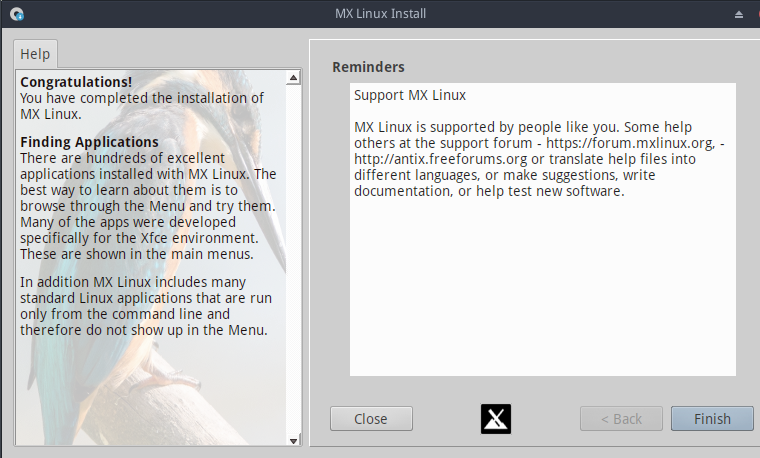 MX Linux Install
Help
Congratulations!
You have completed the installation of
MX Linux.
Finding Applications
There are hundreds of excellent
applications installed with MX Linux. The
best way to learn about them is to
browse through the Menu and try them.
Many of the apps were developed
specifically for the Xfce environment.
These are shown in the main menus.
In addition MX Linux includes many
standard Linux applications that are run
only from the command line and
therefore do not show up in the Menu.
Reminders
Support MX Linux
MX Linux is supported by people like you. Some help
others at the support forum - https://forum.mxlinux.org, -
http://antix.freeforums.org or translate help files into
different languages, or make suggestions, write
documentation, or help test new software.
Close
< Back
Finish